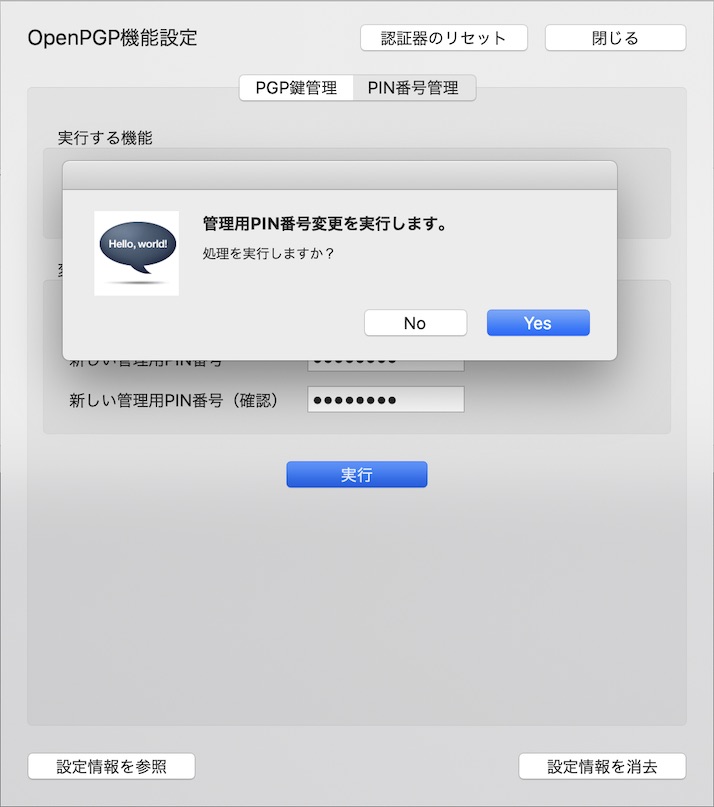 OpenPGP機能設定
認証器のリセット
閉じる
PGP鍵管理
PIN番号管理
実行する機能
Hello, world!
管理用PIN番号変更を実行します。
処理を実行しますか？
No
Yes
新しい管理用PIN番号
●●●●●●●●
新しい管理用PIN番号（確認）
●●●●●●●●
実行
設定情報を参照
設定情報を消去